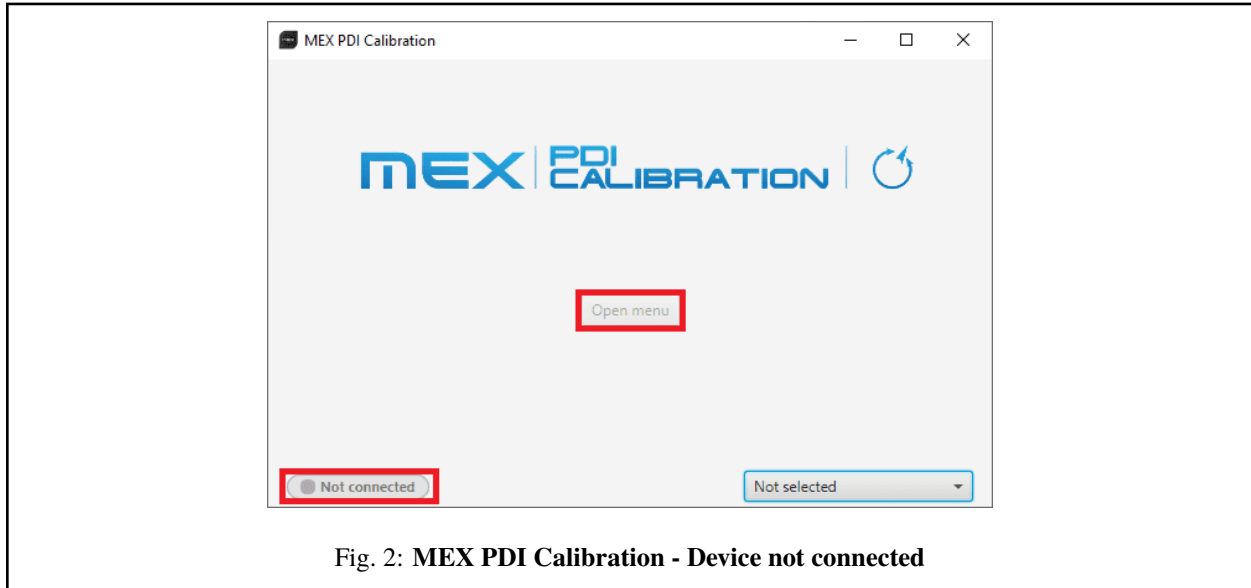 MEX PDI Calibration
MEX PDI CALIBRATION
Open menu
Not connected
Not selected
Fig. 2: MEX PDI Calibration - Device not connected